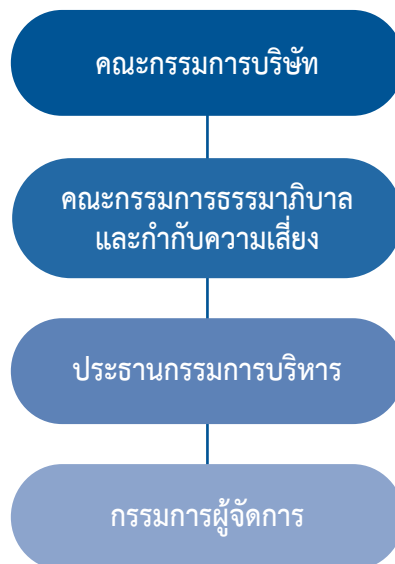 คณะกรรมการบริษัท
คณะกรรมการธรรมาภิบาล
และกำกับความเสี่ยง
ประธานกรรมการบริหาร
กรรมการผู้จัดการ